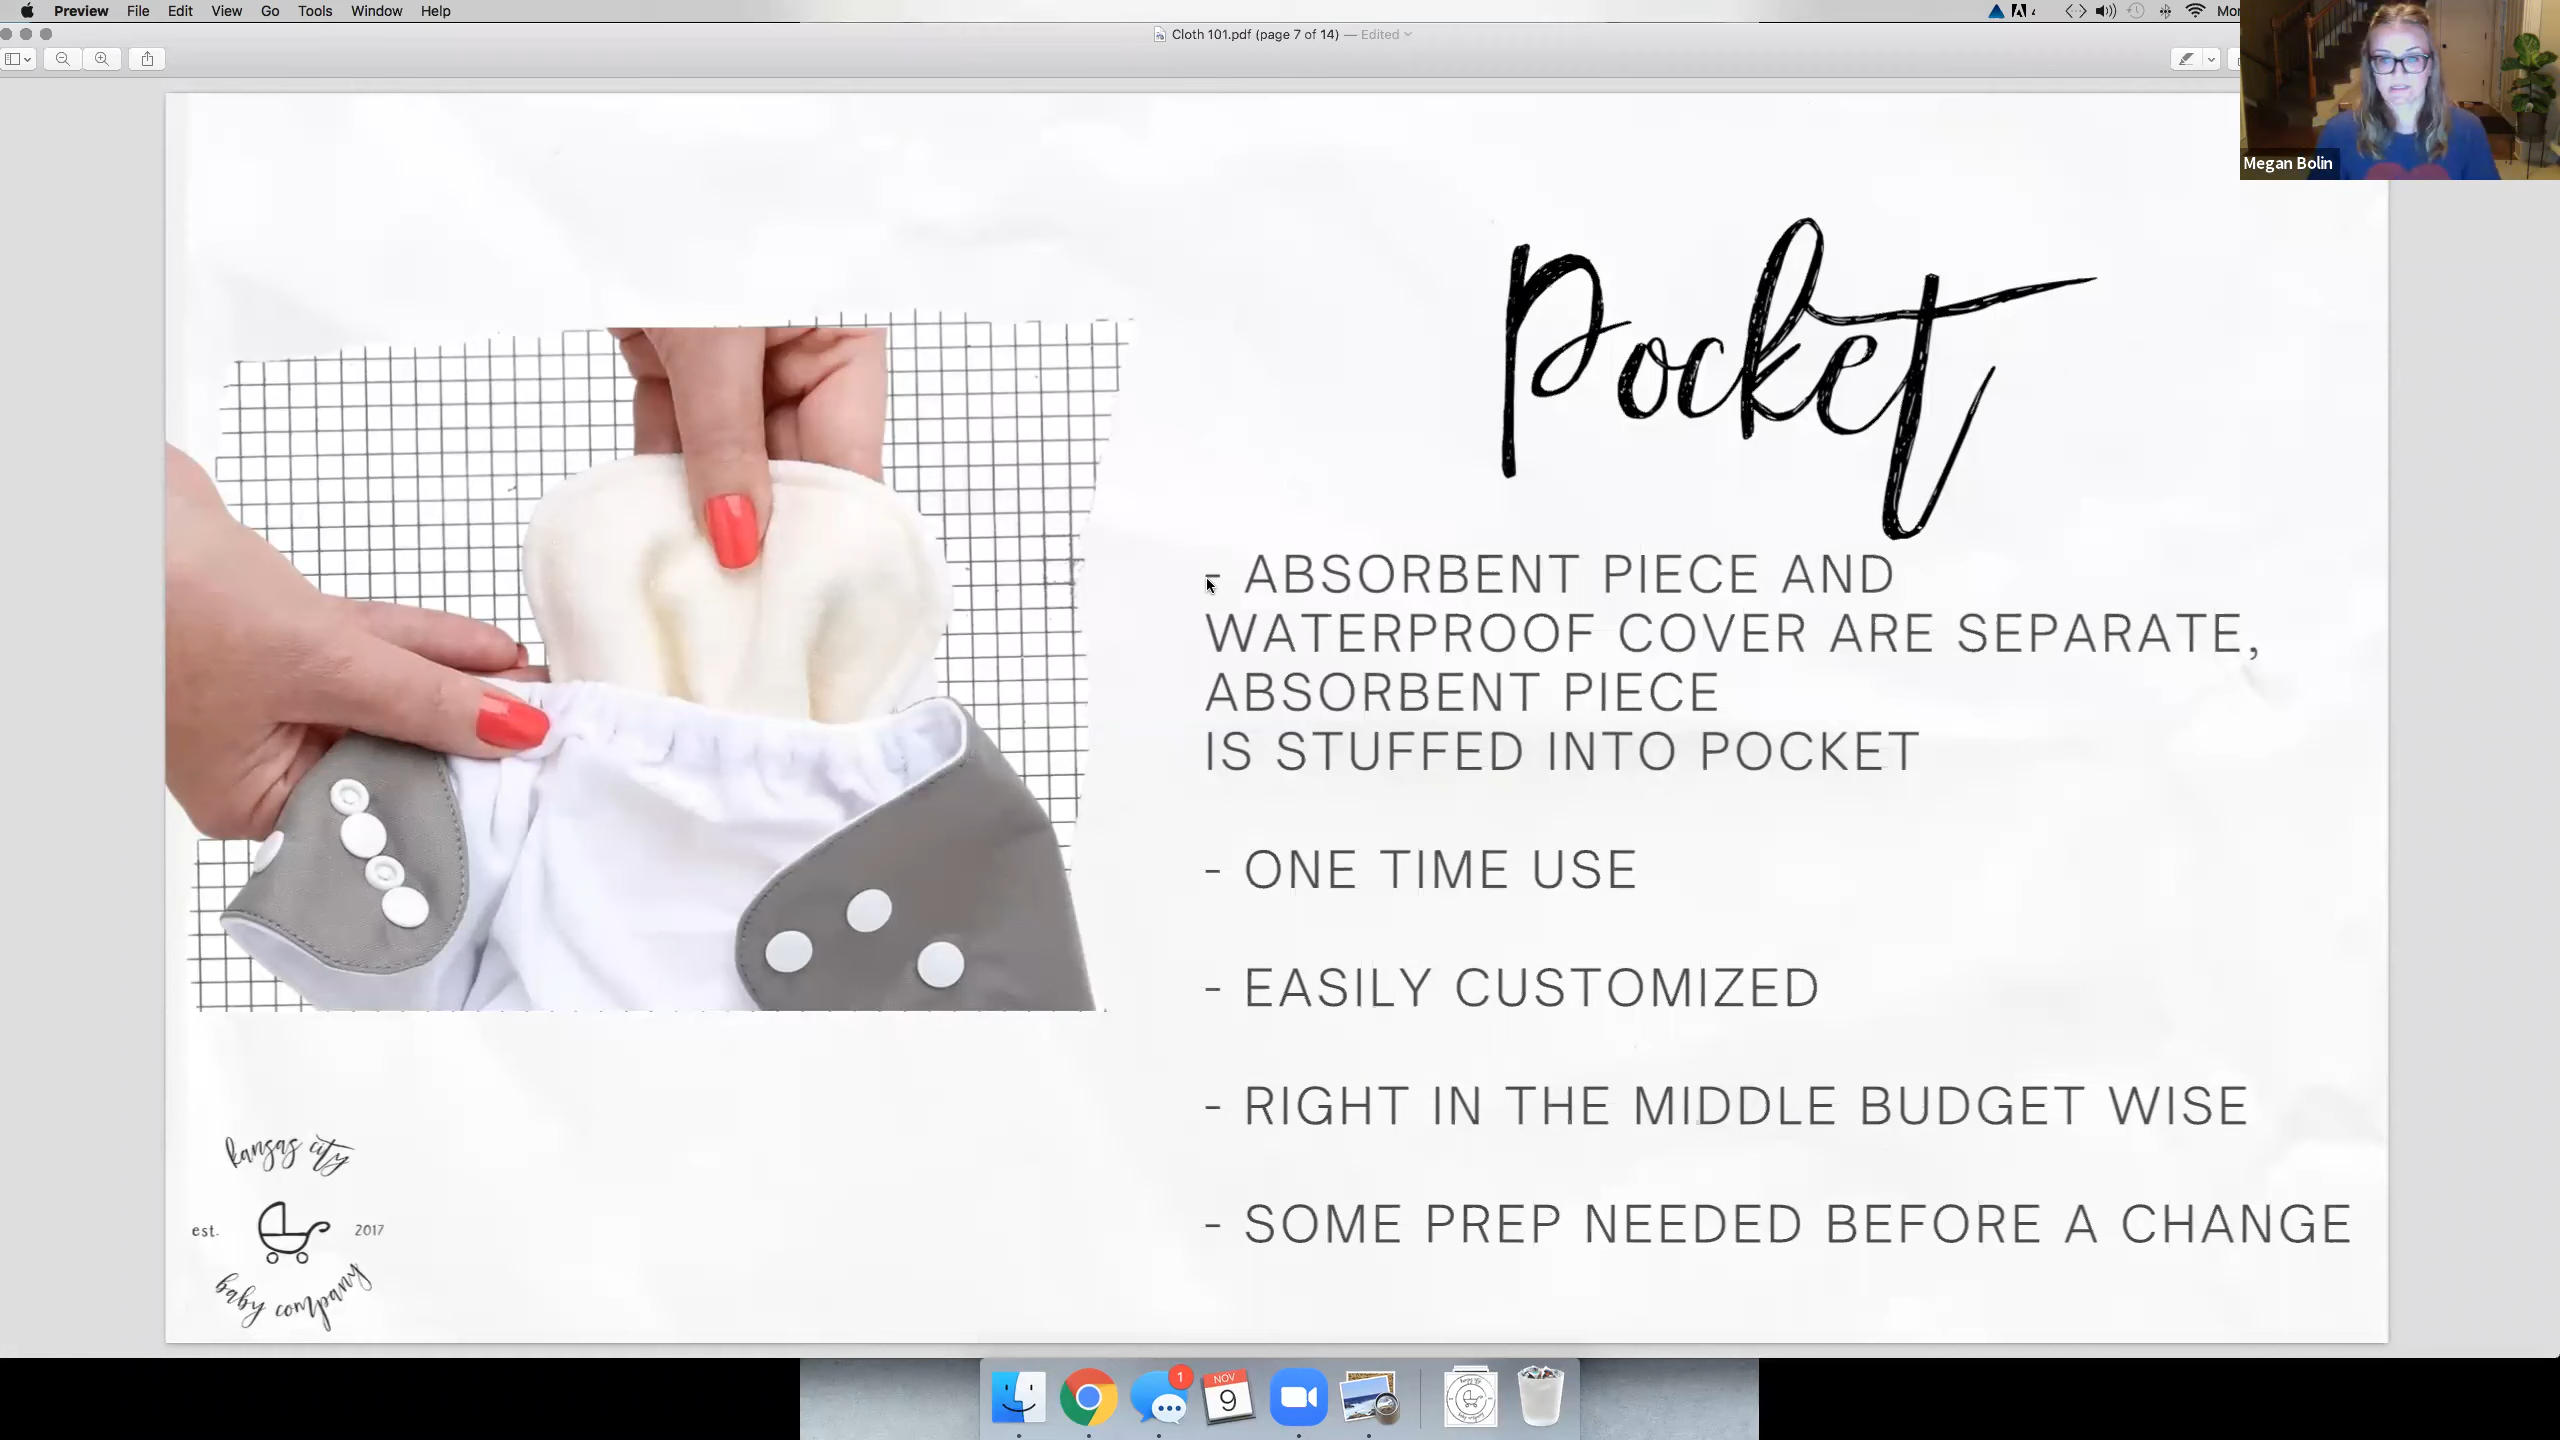 Preview File Edit View Go Tools Window Help
Cloth 101.pdf (page 7 of 14) — Edited
Megan Bolin
Pocket
- ABSORBENT PIECE AND
WATERPROOF COVER ARE SEPARATE,
ABSORBENT PIECE
IS STUFFED INTO POCKET
- ONE TIME USE
- EASILY CUSTOMIZED
- RIGHT IN THE MIDDLE BUDGET WISE
- SOME PREP NEEDED BEFORE A CHANGE
kansas city
est. 2017
baby company
1
NOV
9